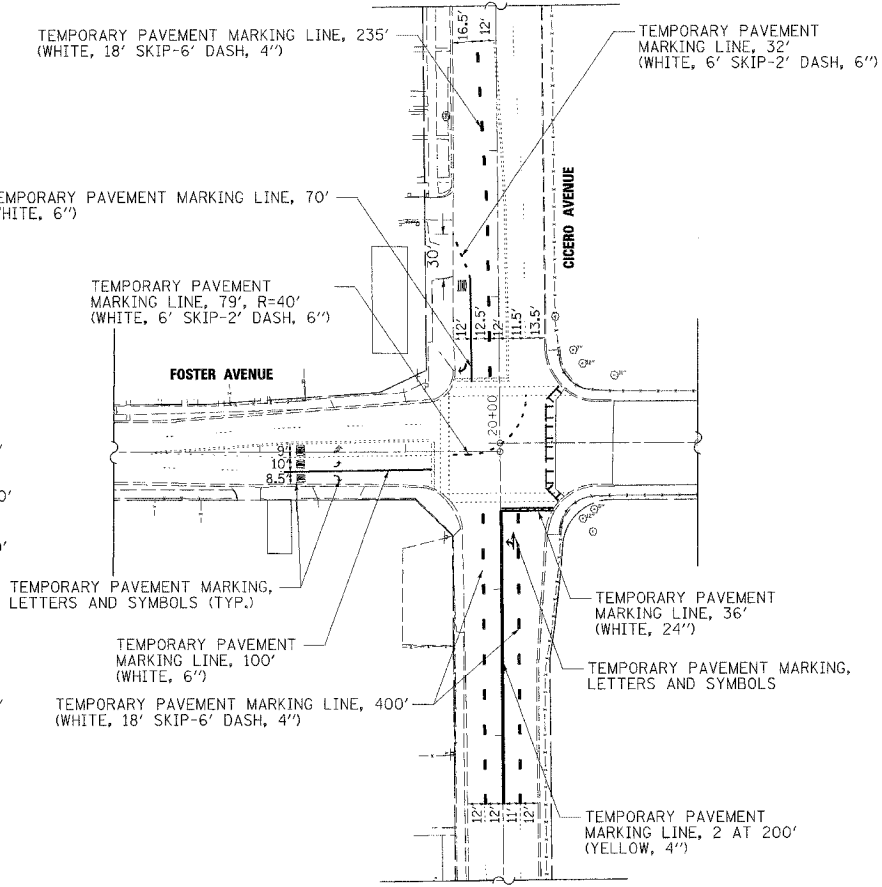 TEMPORARY PAVEMENT MARKING LINE, 235'
(WHITE, 18' SKIP-6' DASH, 4")
16.5'
12'
TEMPORARY PAVEMENT
MARKING LINE, 32'
(WHITE, 6' SKIP-2' DASH, 6")
CICERO AVENUE
TEMPORARY PAVEMENT MARKING LINE, 70'
6")
30'
TEMPORARY PAVEMENT
MARKING LINE, 79', R=40'
(WHITE, 6' SKIP-2' DASH, 6")
12'
12.5'
12'
11.5'
13.5'
FOSTER AVENUE
20+00
9'
10'
8.5'
TEMPORARY PAVEMENT MARKING,
LETTERS AND SYMBOLS (TYP.)
TEMPORARY PAVEMENT
MARKING LINE, 36'
(WHITE, 24")
TEMPORARY PAVEMENT
MARKING LINE, 100'
(WHITE, 6")
TEMPORARY PAVEMENT MARKING,
LETTERS AND SYMBOLS
TEMPORARY PAVEMENT MARKING LINE, 400'
(WHITE, 18' SKIP-6' DASH, 4")
12'
12'
11'
12'
TEMPORARY PAVEMENT
MARKING LINE, 2 AT 200'
(YELLOW, 4")